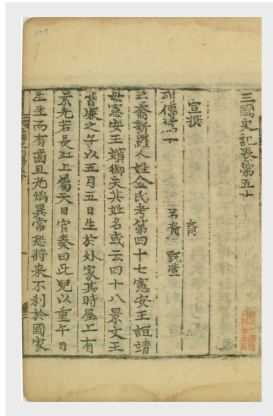 三國史記卷第五十
宣撰
列傳第十
弓裔 甄萱
弓裔新羅人姓金氏考第四十七憲安王誼靖
母憲安王嬪御失其姓名或云四十八景文王
膺廉之子以五月五日生於外家其時屋上有
素光若長虹上屬天日官奏曰此兒以重午日
生生而有齒且光焰異常恐將來不利於國家